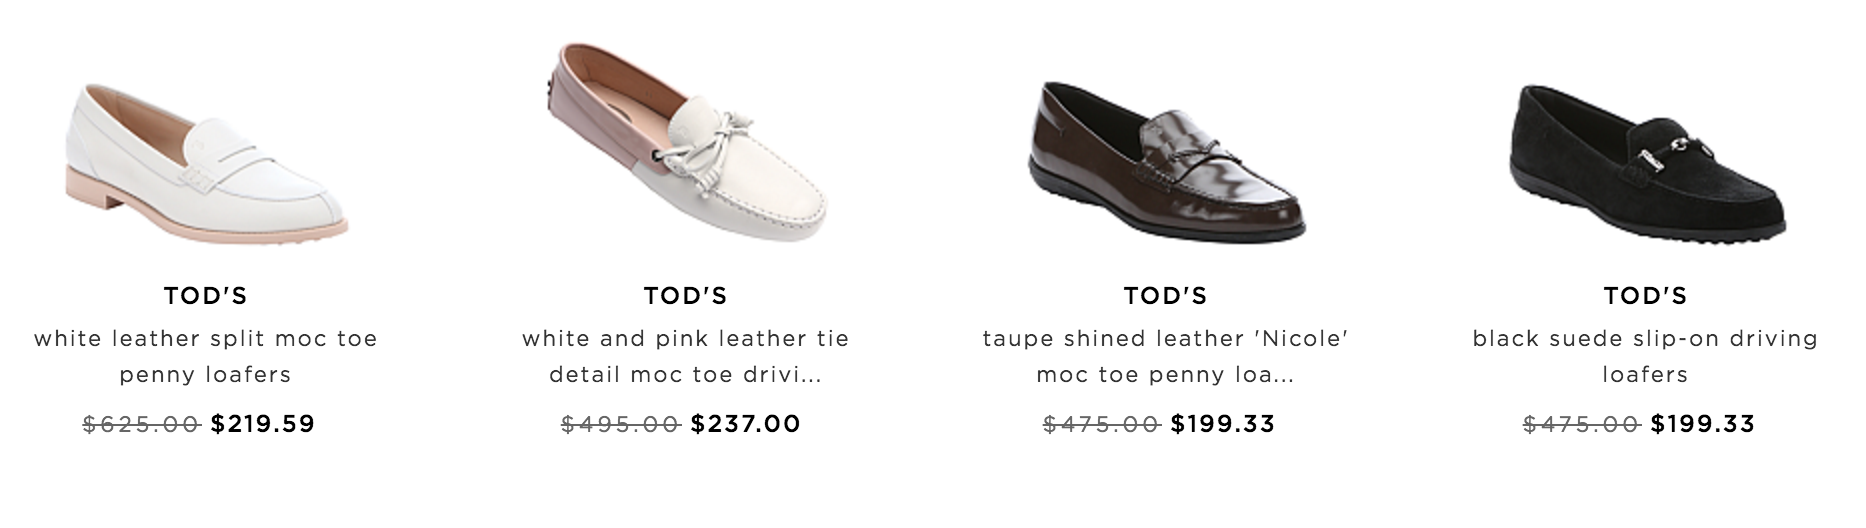 TOD'S
white leather split moc toe
penny loafers
$625.00 $219.59
TOD'S
white and pink leather tie
detail moc toe drivi...
$495.00 $237.00
TOD'S
taupe shined leather 'Nicole'
moc toe penny loa...
$475.00 $199.33
TOD'S
black suede slip-on driving
loafers
$475.00 $199.33